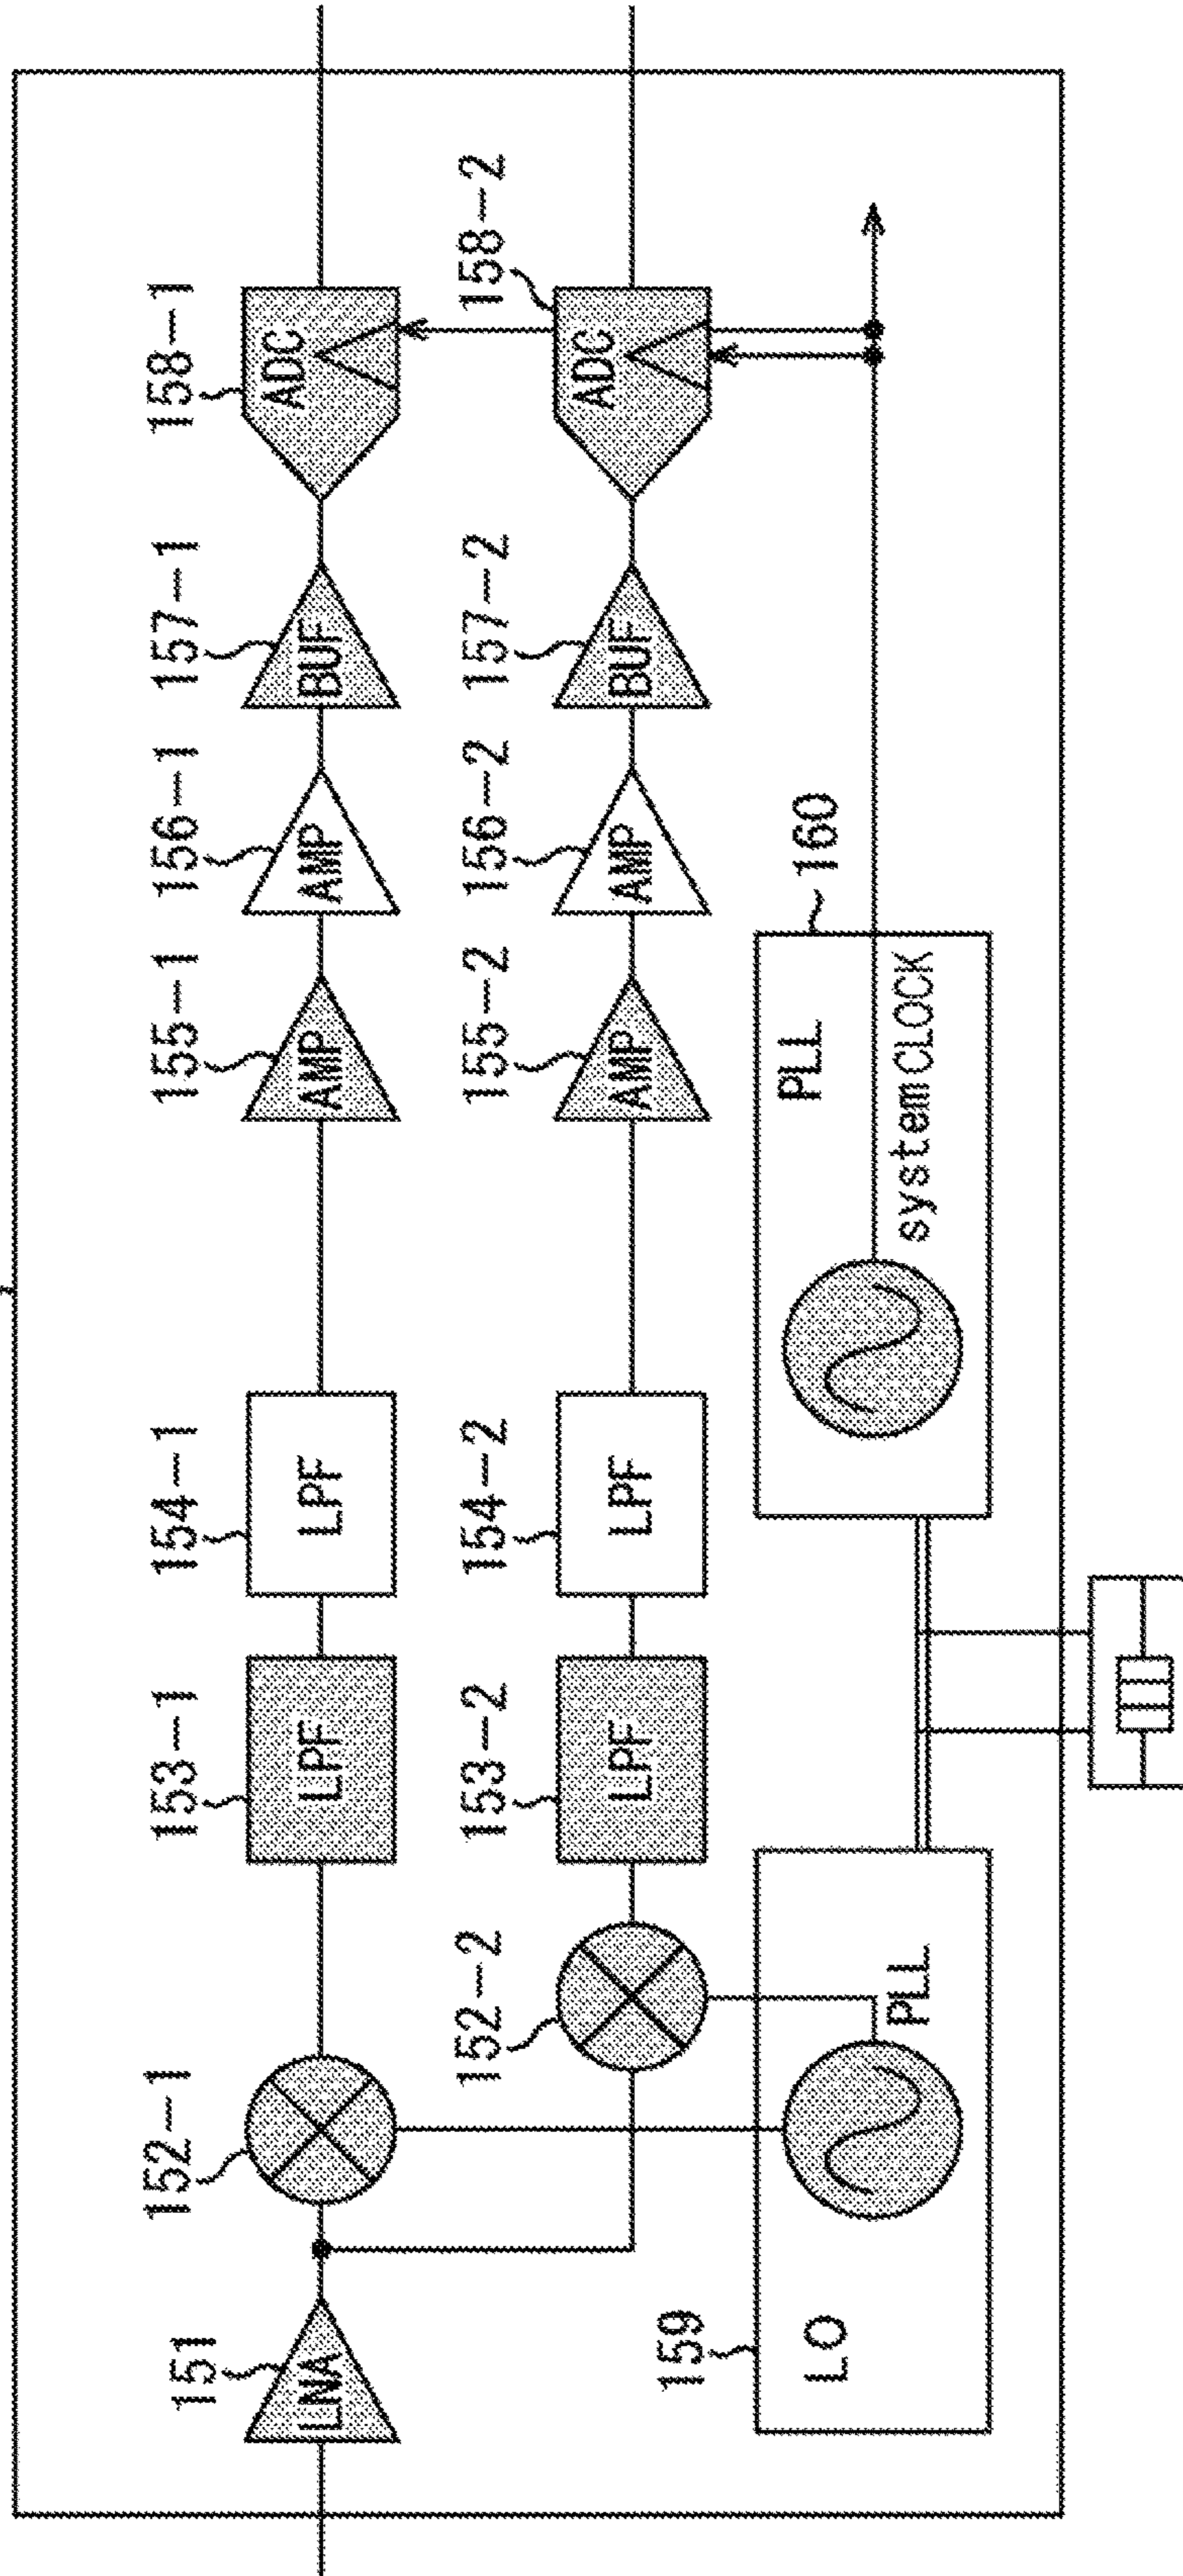 151
LNA
152-1
153-1
LPF
154-1
LPF
155-1
AMP
156-1
AMP
157-1
BUF
158-1
ADC
152-2
153-2
LPF
154-2
LPF
155-2
AMP
156-2
AMP
157-2
BUF
158-2
ADC
159
LO
PLL
160
PLL
systemCLOCK